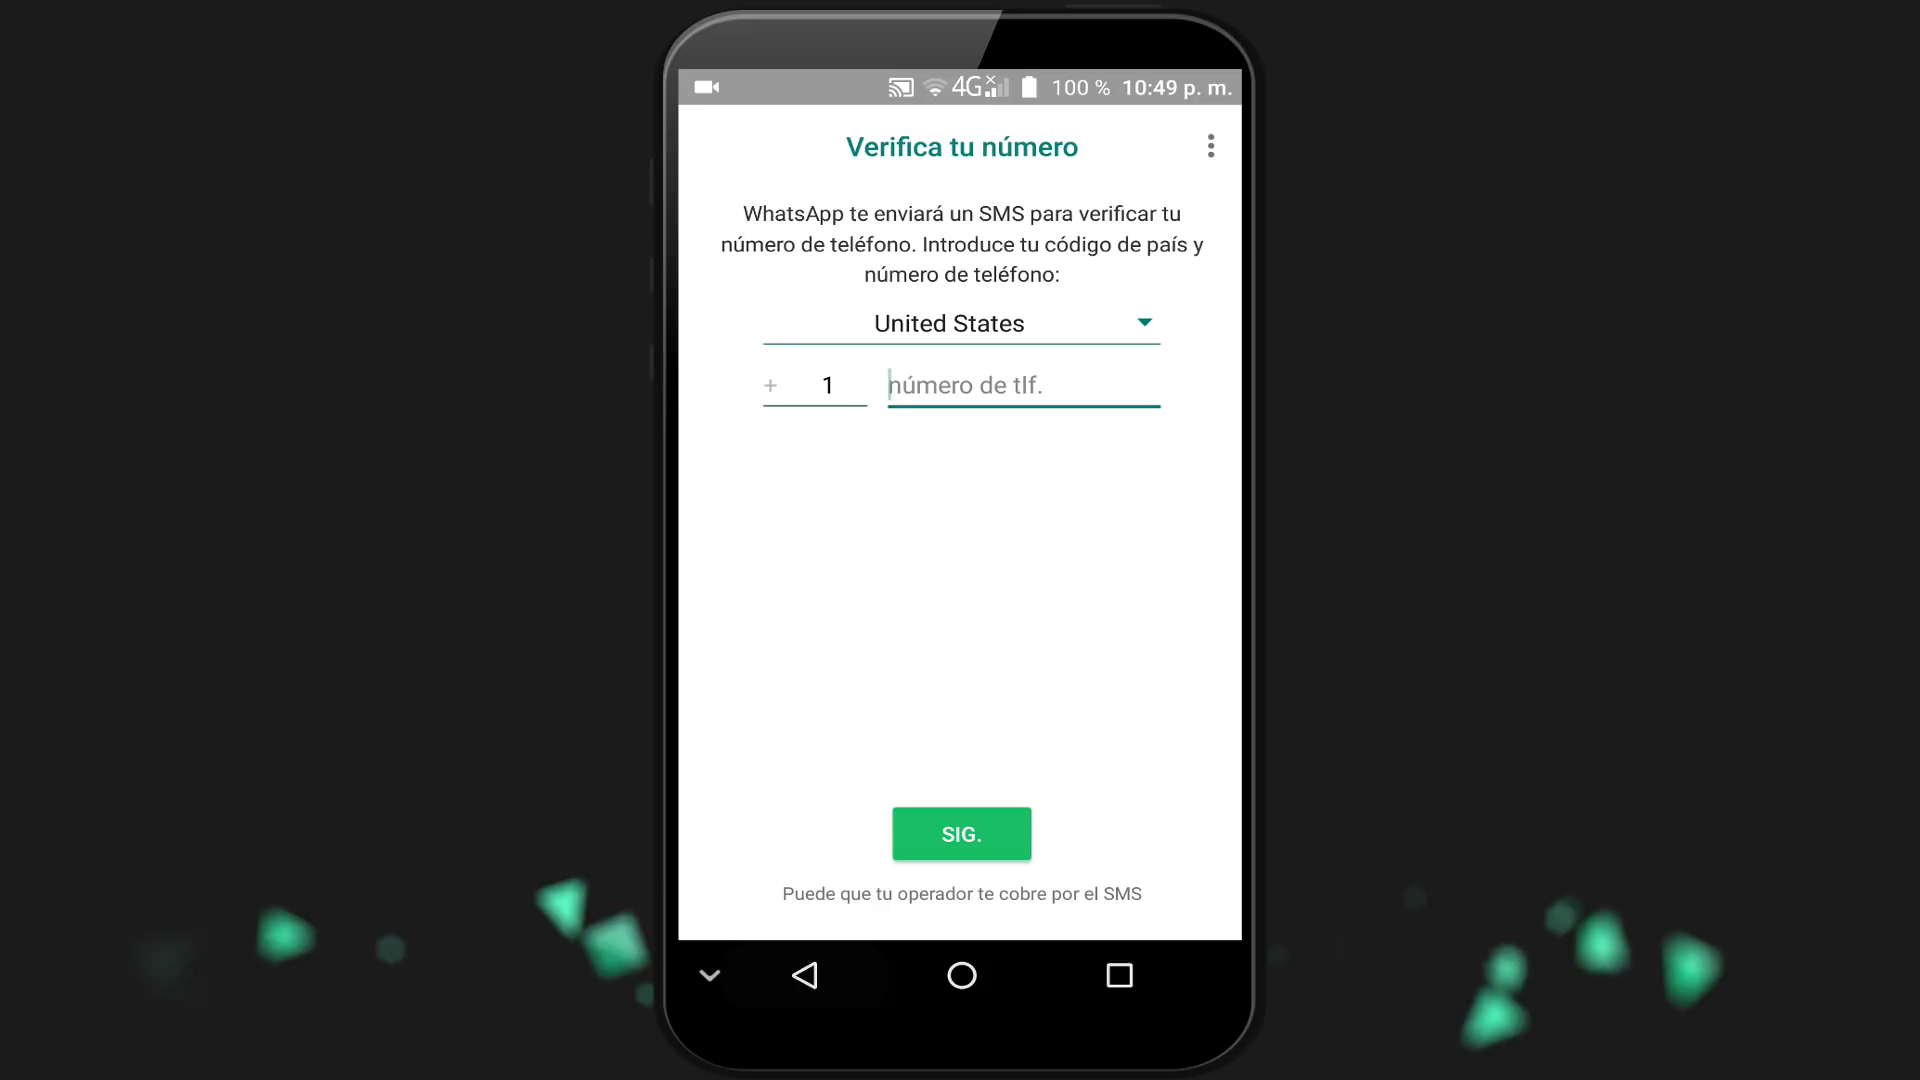 4G 100 % 10:49 p. m.
Verifica tu número
WhatsApp te enviará un SMS para verificar tu
número de teléfono. Introduce tu código de país y
número de teléfono:
United States
+ 1 número de tlf.
SIG.
Puede que tu operador te cobre por el SMS